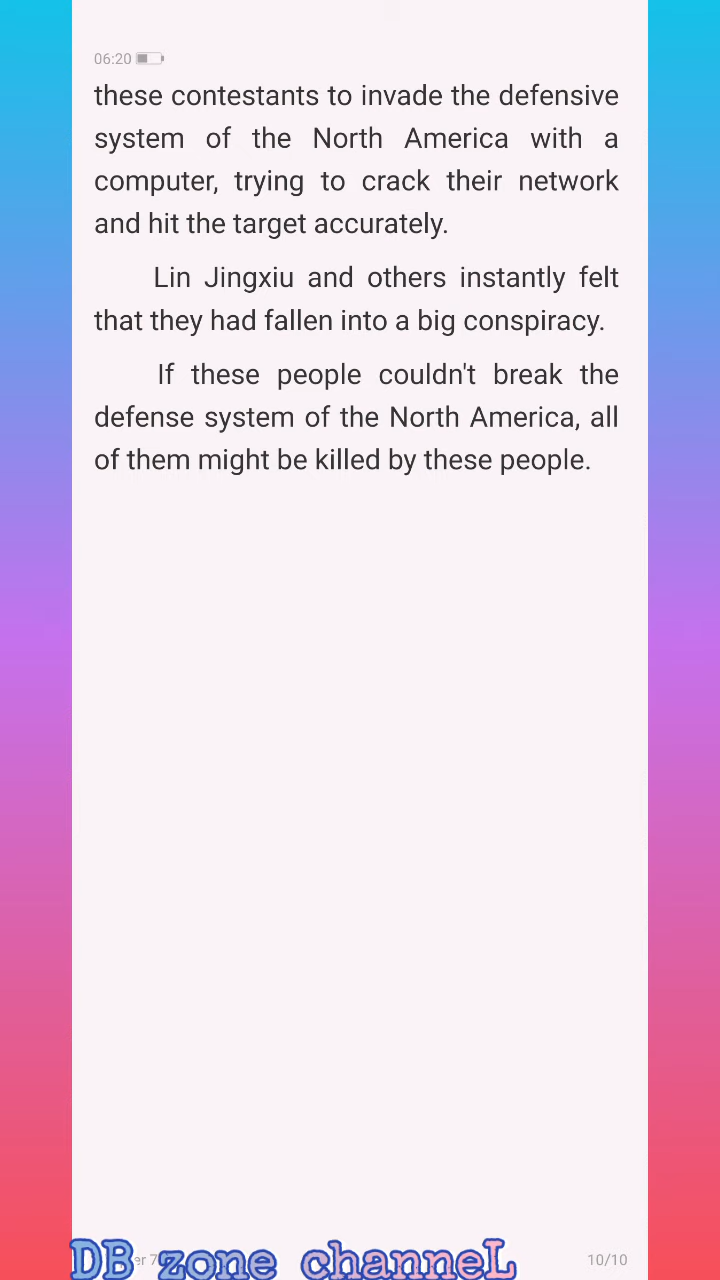 06:20
these contestants to invade the defensive
system of the North America with a
computer, trying to crack their network
and hit the target accurately.
Lin Jingxiu and others instantly felt
that they had fallen into a big conspiracy.
If these people couldn't break the
defense system of the North America, all
of them might be killed by these people.
DB zone channeL
10/10